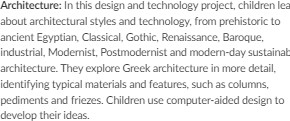 Architecture: In this design and technology project, children lea
about architectural styles and technology, from prehistoric to
ancient Egyptian, Classical, Gothic, Renaissance, Baroque,
industrial, Modernist, Postmodernist and modern-day sustainab
architecture. They explore Greek architecture in more detail,
identifying typical materials and features, such as columns,
pediments and friezes. Children use computer-aided design to
develop their ideas.